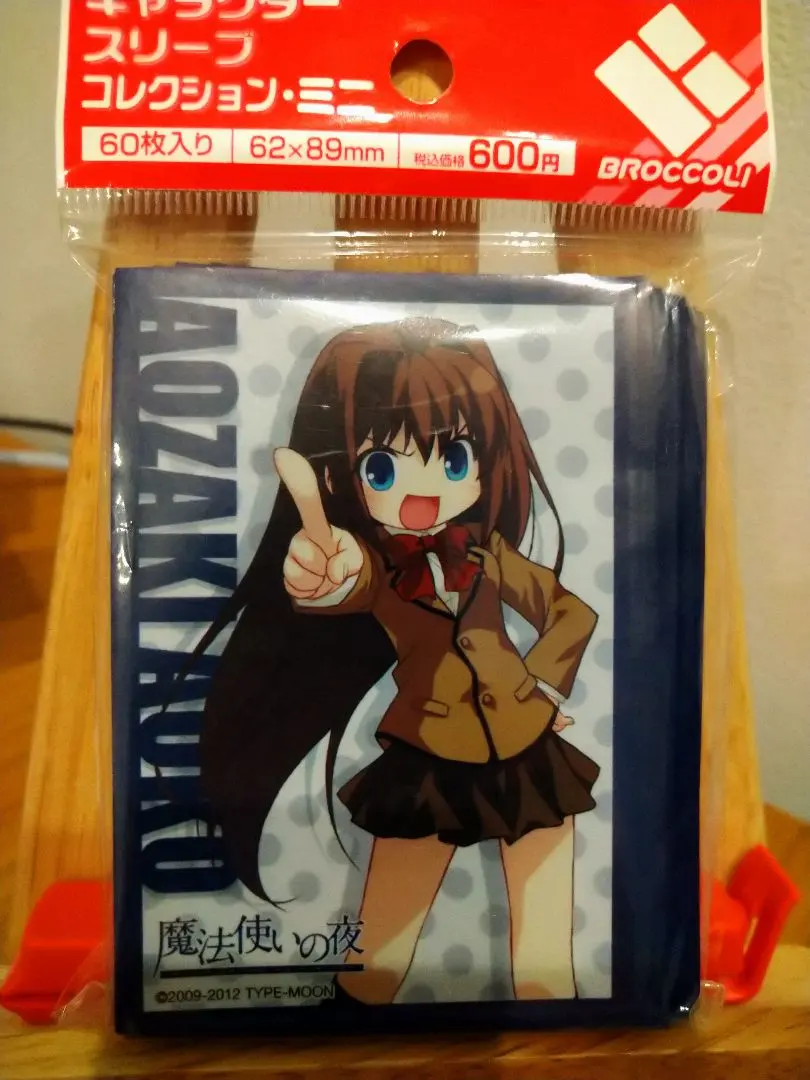 キャラクター
スリーブ
コレクション・ミニ
60枚入り 62×89mm 税込価格 600円
BROCCOLI
AOZAKI AOKO
魔法使いの夜
©2009-2012 TYPE-MOON